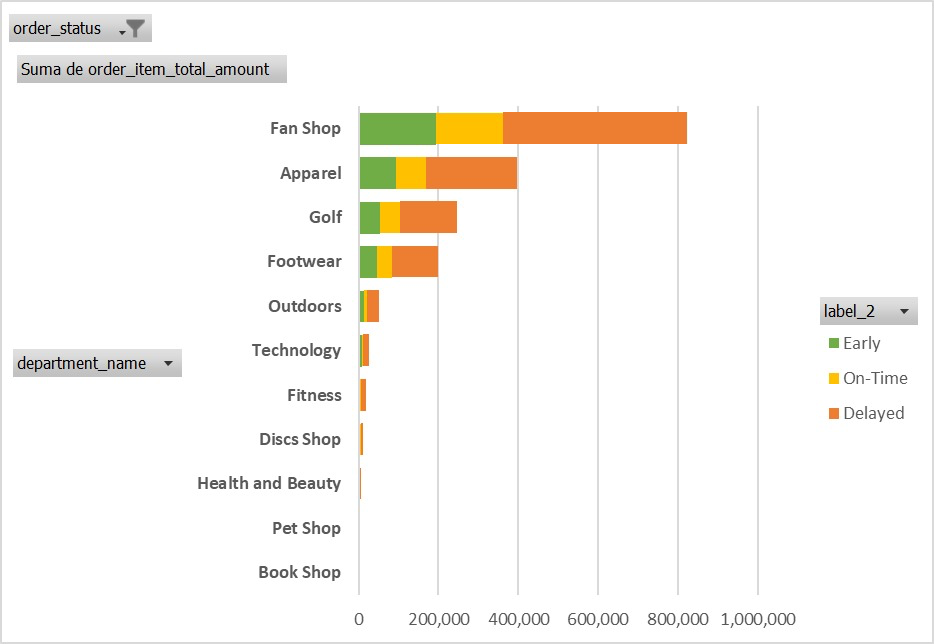 order_status
Suma de order_item_total_amount
Fan Shop
Apparel
Golf
Footwear
Outdoors
Technology
Fitness
Discs Shop
Health and Beauty
Pet Shop
Book Shop
department_name
0 200,000 400,000 600,000 800,000 1,000,000
label_2
Early
On-Time
Delayed